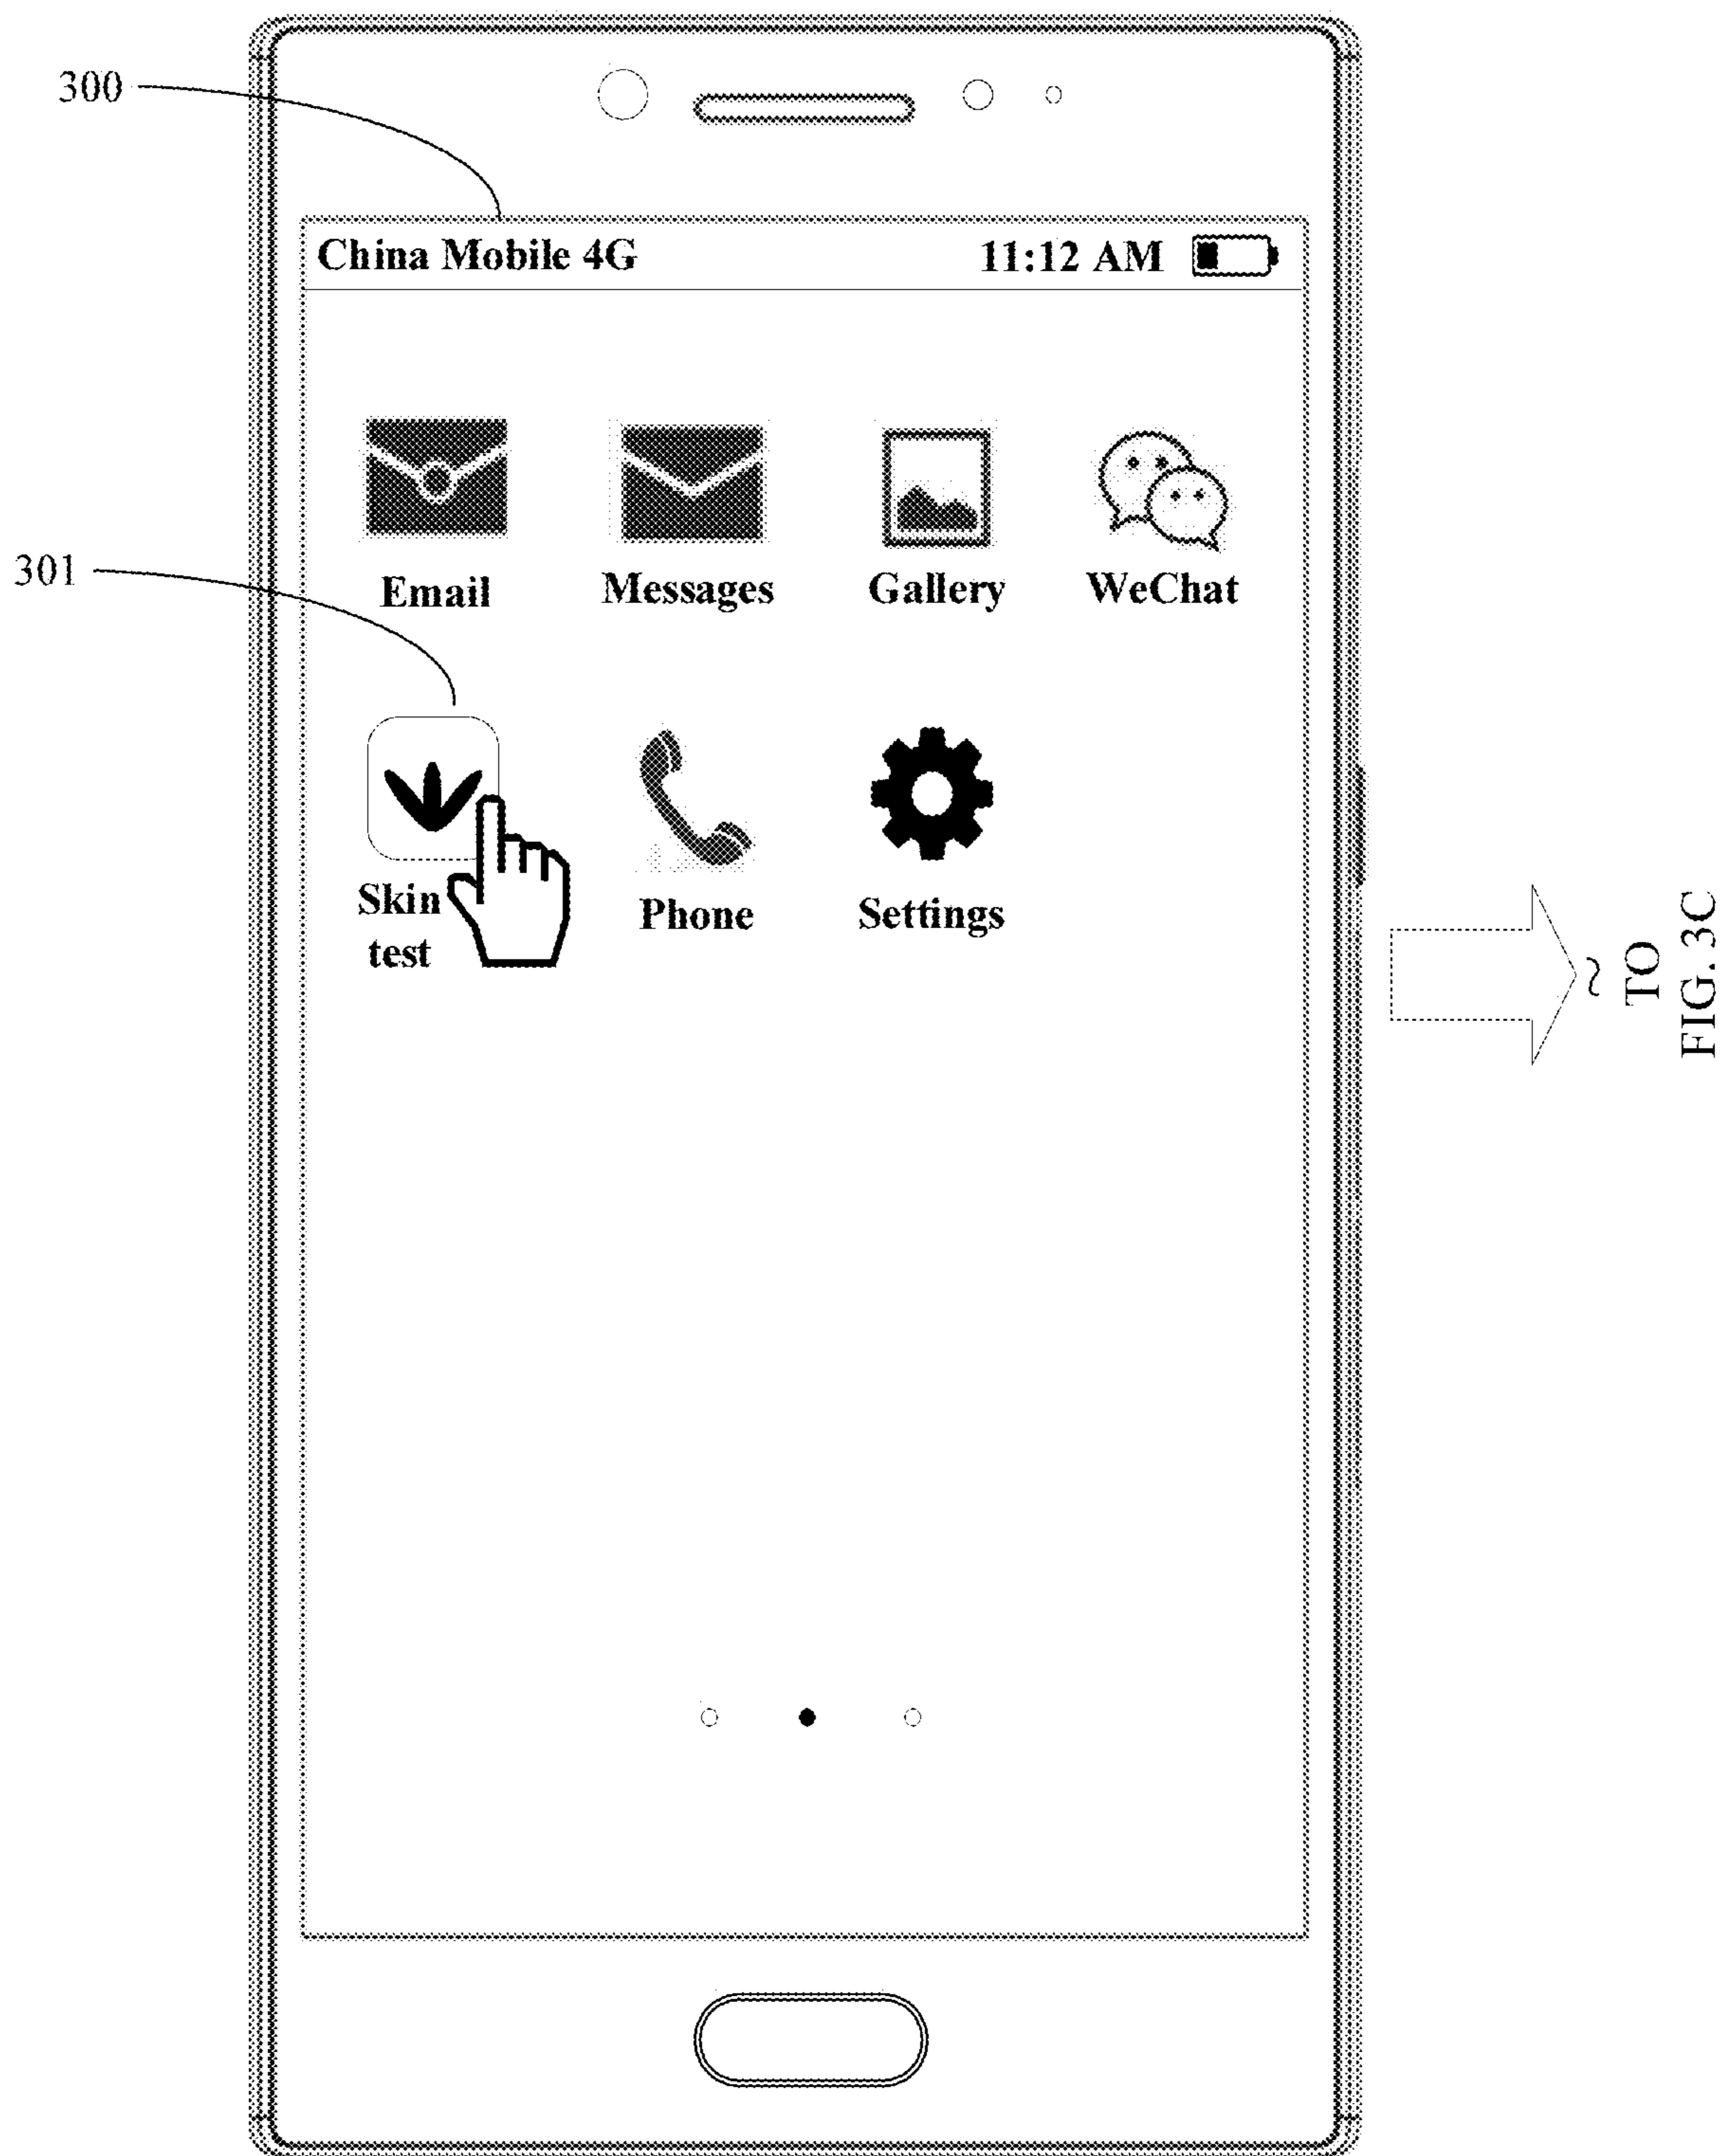 300
China Mobile 4G 11:12 AM
Email Messages Gallery WeChat
301
Skin test Phone Settings
TO
FIG. 3C